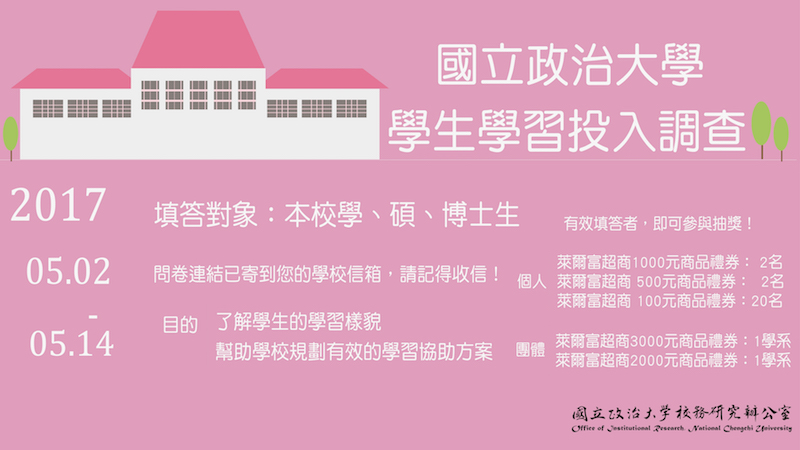 國立政治大學
學生學習投入調查
2017
05.02
-
05.14
填答對象：本校學、碩、博士生
問卷連結已寄到您的學校信箱，請記得收信！
目的
了解學生的學習樣貌
幫助學校規劃有效的學習協助方案
有效填答者，即可參與抽獎！
個人
萊爾富超商1000元商品禮券： 2名
萊爾富超商 500元商品禮券： 2名
萊爾富超商 100元商品禮券：20名
團體
萊爾富超商3000元商品禮券：1學系
萊爾富超商2000元商品禮券：1學系
國立政治大學校務研究辦公室
Office of Institutional Research, National Chengchi University